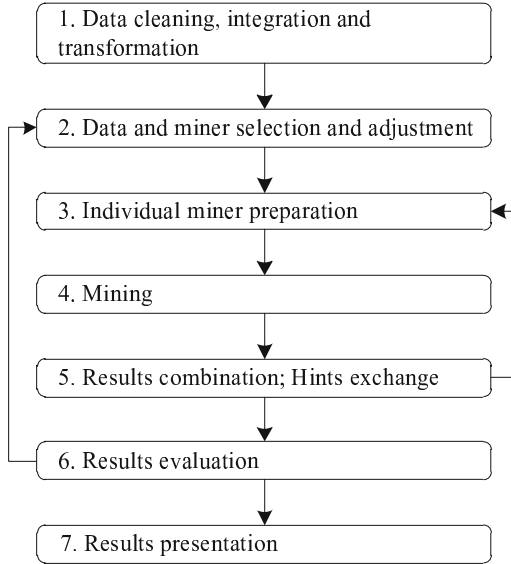 1. Data cleaning, integration and
transformation
2. Data and miner selection and adjustment
3. Individual miner preparation
4. Mining
5. Results combination; Hints exchange
6. Results evaluation
7. Results presentation